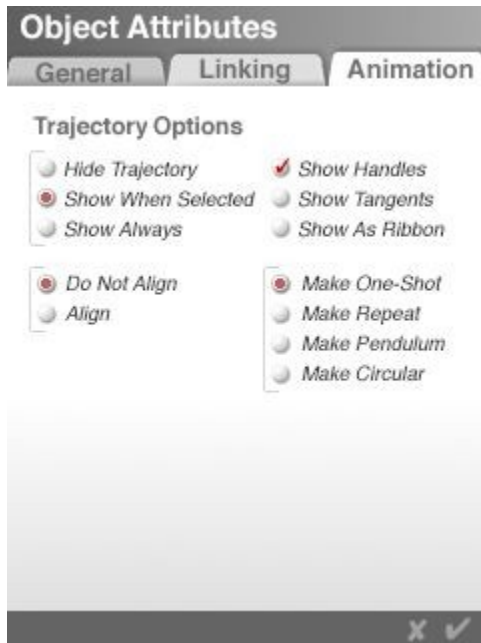 Object Attributes
General Linking Animation
Trajectory Options
Hide Trajectory
Show When Selected
Show Always
Show Handles
Show Tangents
Show As Ribbon
Do Not Align
Align
Make One-Shot
Make Repeat
Make Pendulum
Make Circular